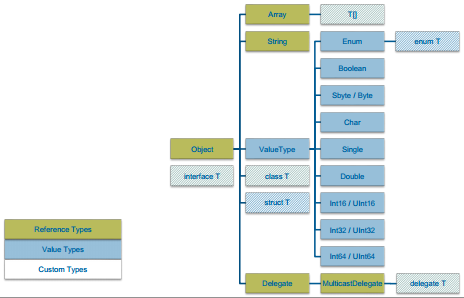 Array
T[]
String
Enum
enum T
Boolean
Sbyte / Byte
Char
Object
ValueType
Single
interface T
class T
Double
struct T
Int16 / UInt16
Int32 / UInt32
Int64 / UInt64
Delegate
MulticastDelegate
delegate T
Reference Types
Value Types
Custom Types